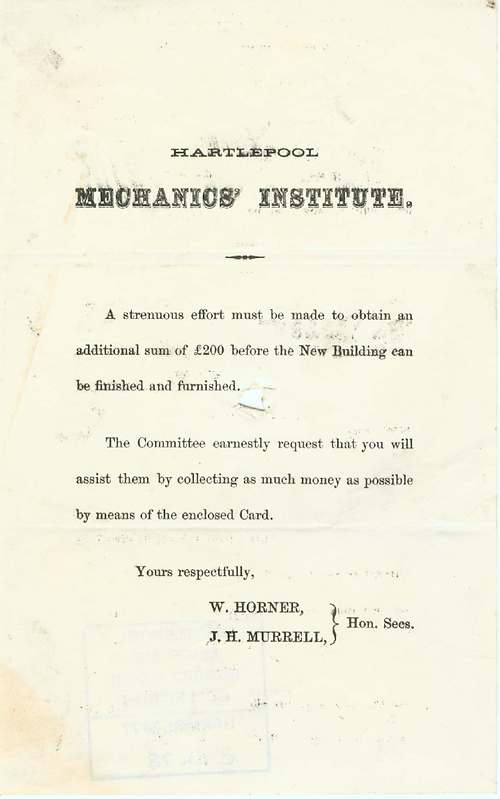 HARTLEPOOL
MECHANICS' INSTITUTE.
A strenuous effort must be made to obtain an
additional sum of £200 before the New Building can
be finished and furnished.
The Committee earnestly request that you will
assist them by collecting as much money as possible
by means of the enclosed Card.
Yours respectfully,
W. HORNER,
J. H. MURRELL,
Hon. Secs.